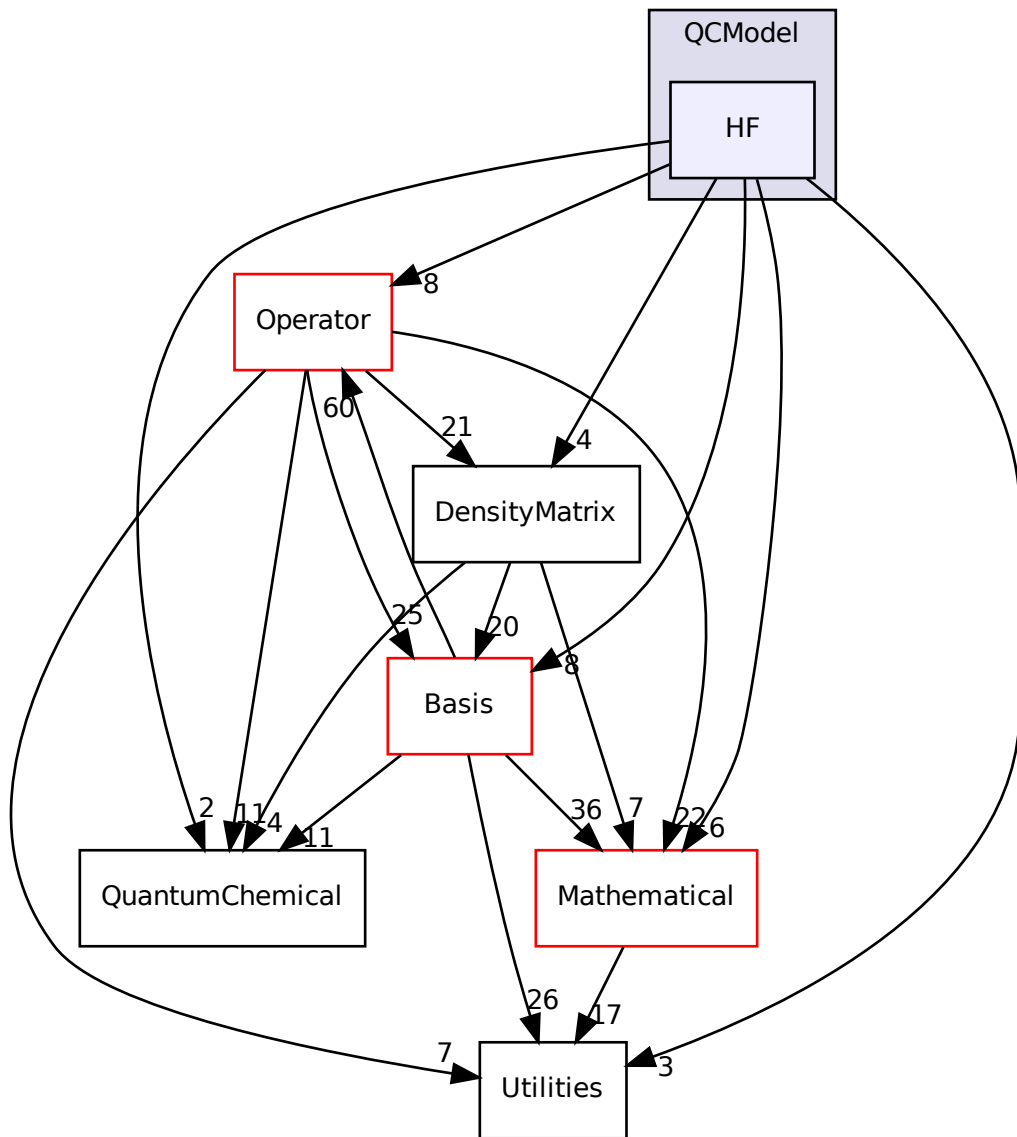 QCModel
HF
8
Operator
60
21
4
DensityMatrix
25
20
8
Basis
2
11
4
11
36
7
22
6
QuantumChemical
Mathematical
26
17
7
3
Utilities